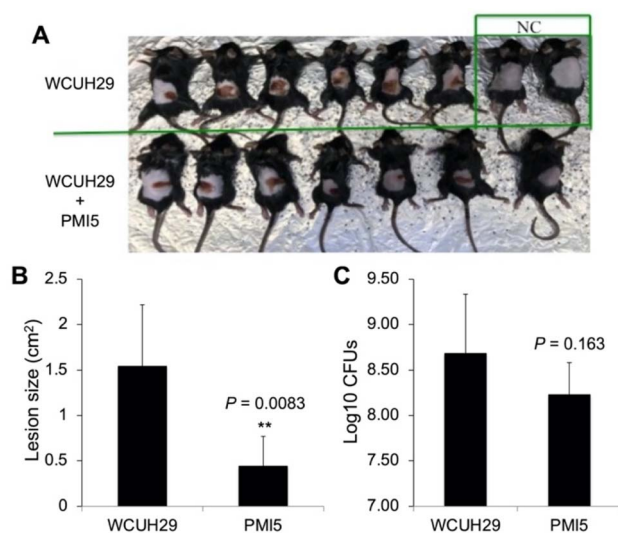 A
NC
WCUH29
WCUH29
+
PMI5
B
2.5
2
1.5
1
0.5
0
Lesion size (cm²)
P = 0.0083
**
WCUH29
PMI5
C
9.50
9.00
8.50
8.00
7.50
7.00
Log10 CFUs
P = 0.163
WCUH29
PMI5